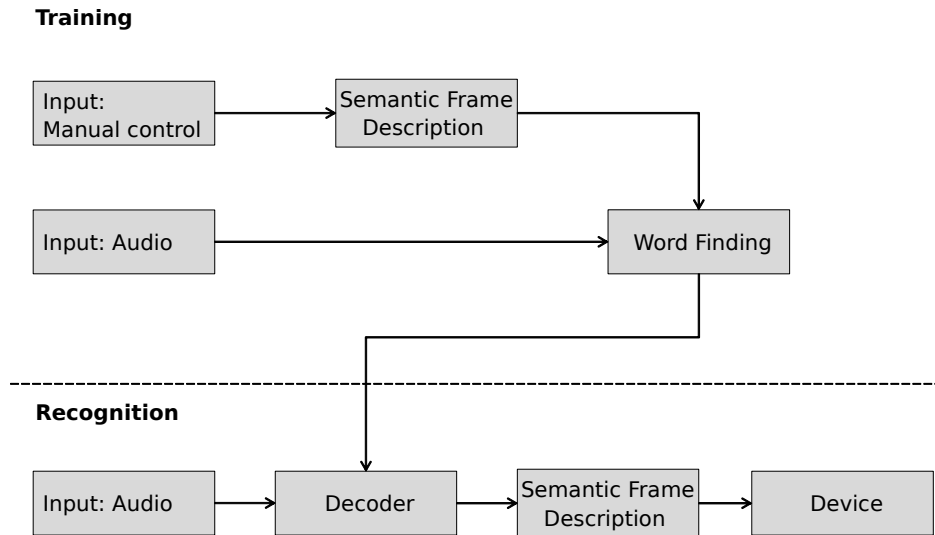 Training
Input:
Manual control
Semantic Frame
Description
Input: Audio
Word Finding
Recognition
Input: Audio
Decoder
Semantic Frame
Description
Device